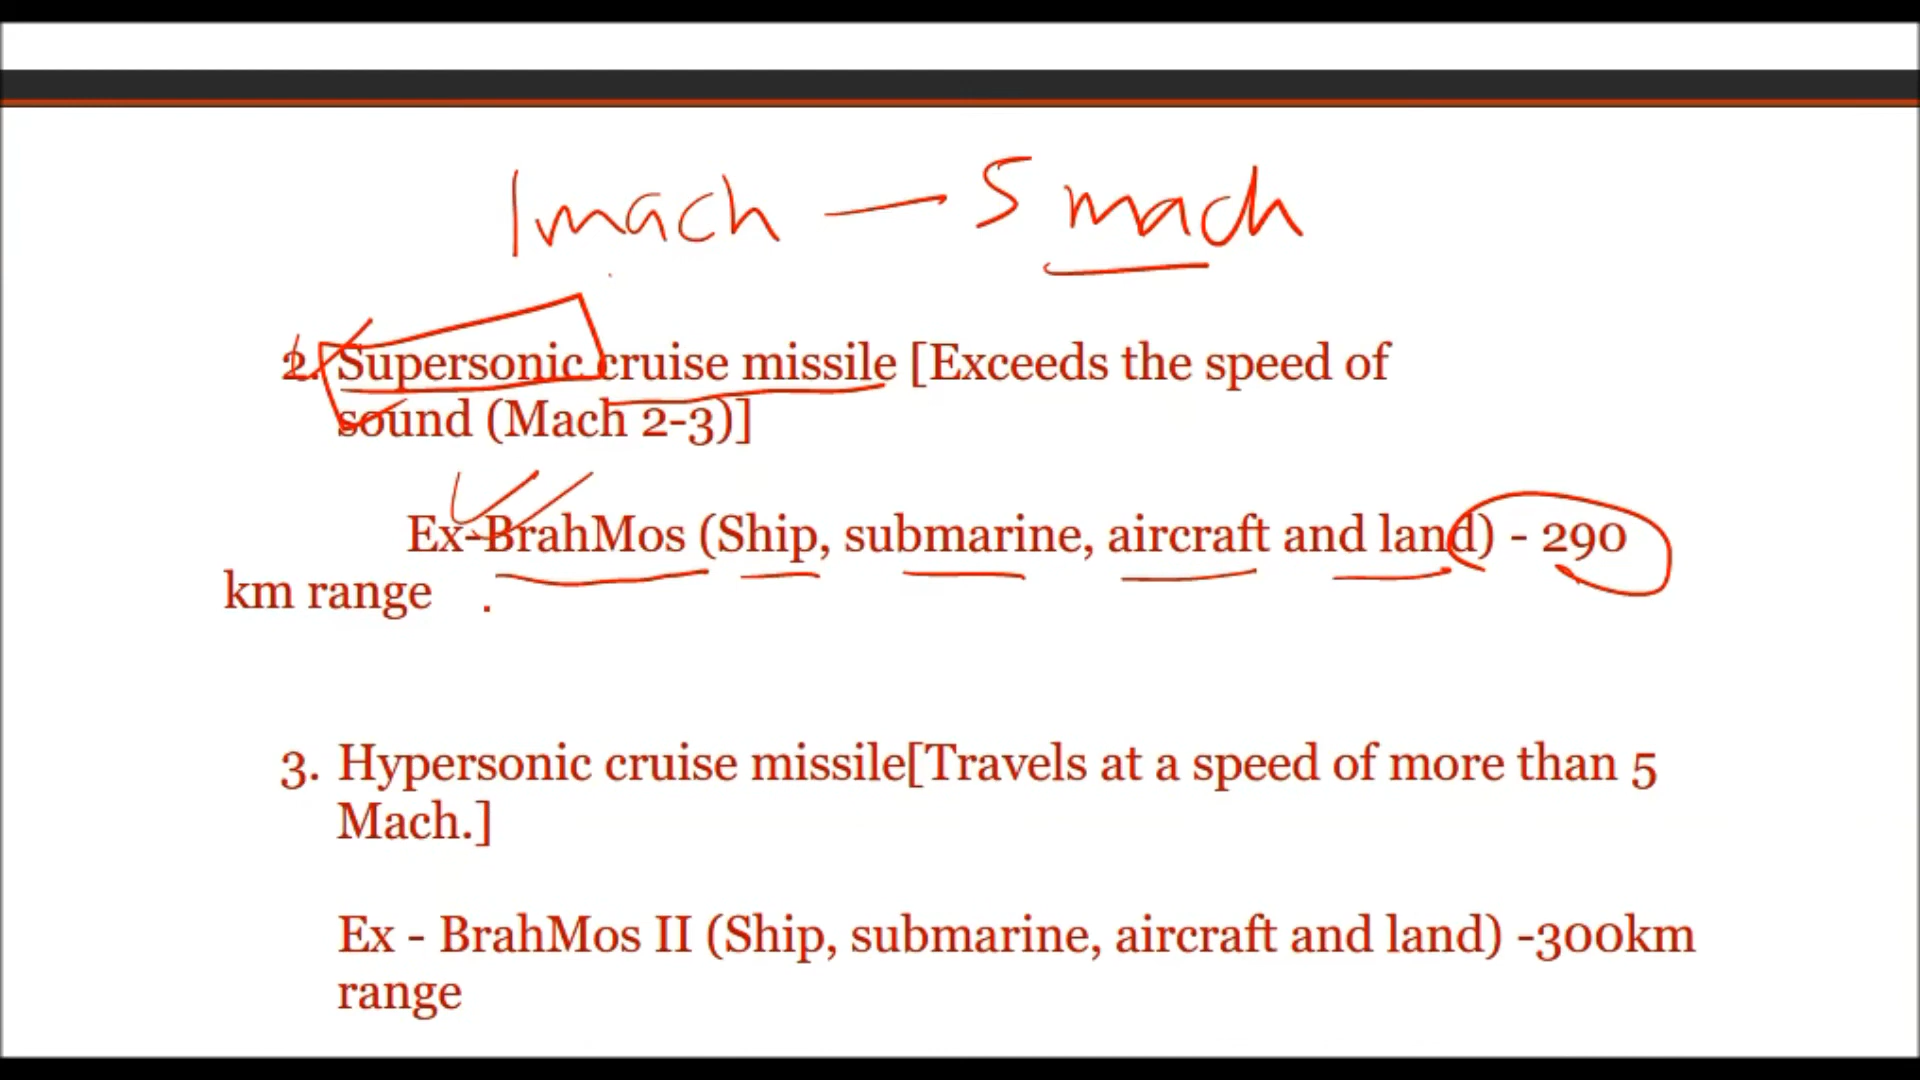 1mach — 5 mach
2. Supersonic cruise missile [Exceeds the speed of
sound (Mach 2-3)]
Ex-BrahMos (Ship, submarine, aircraft and land) - 290
km range
3. Hypersonic cruise missile[Travels at a speed of more than 5
Mach.]
Ex - BrahMos II (Ship, submarine, aircraft and land) -300km
range